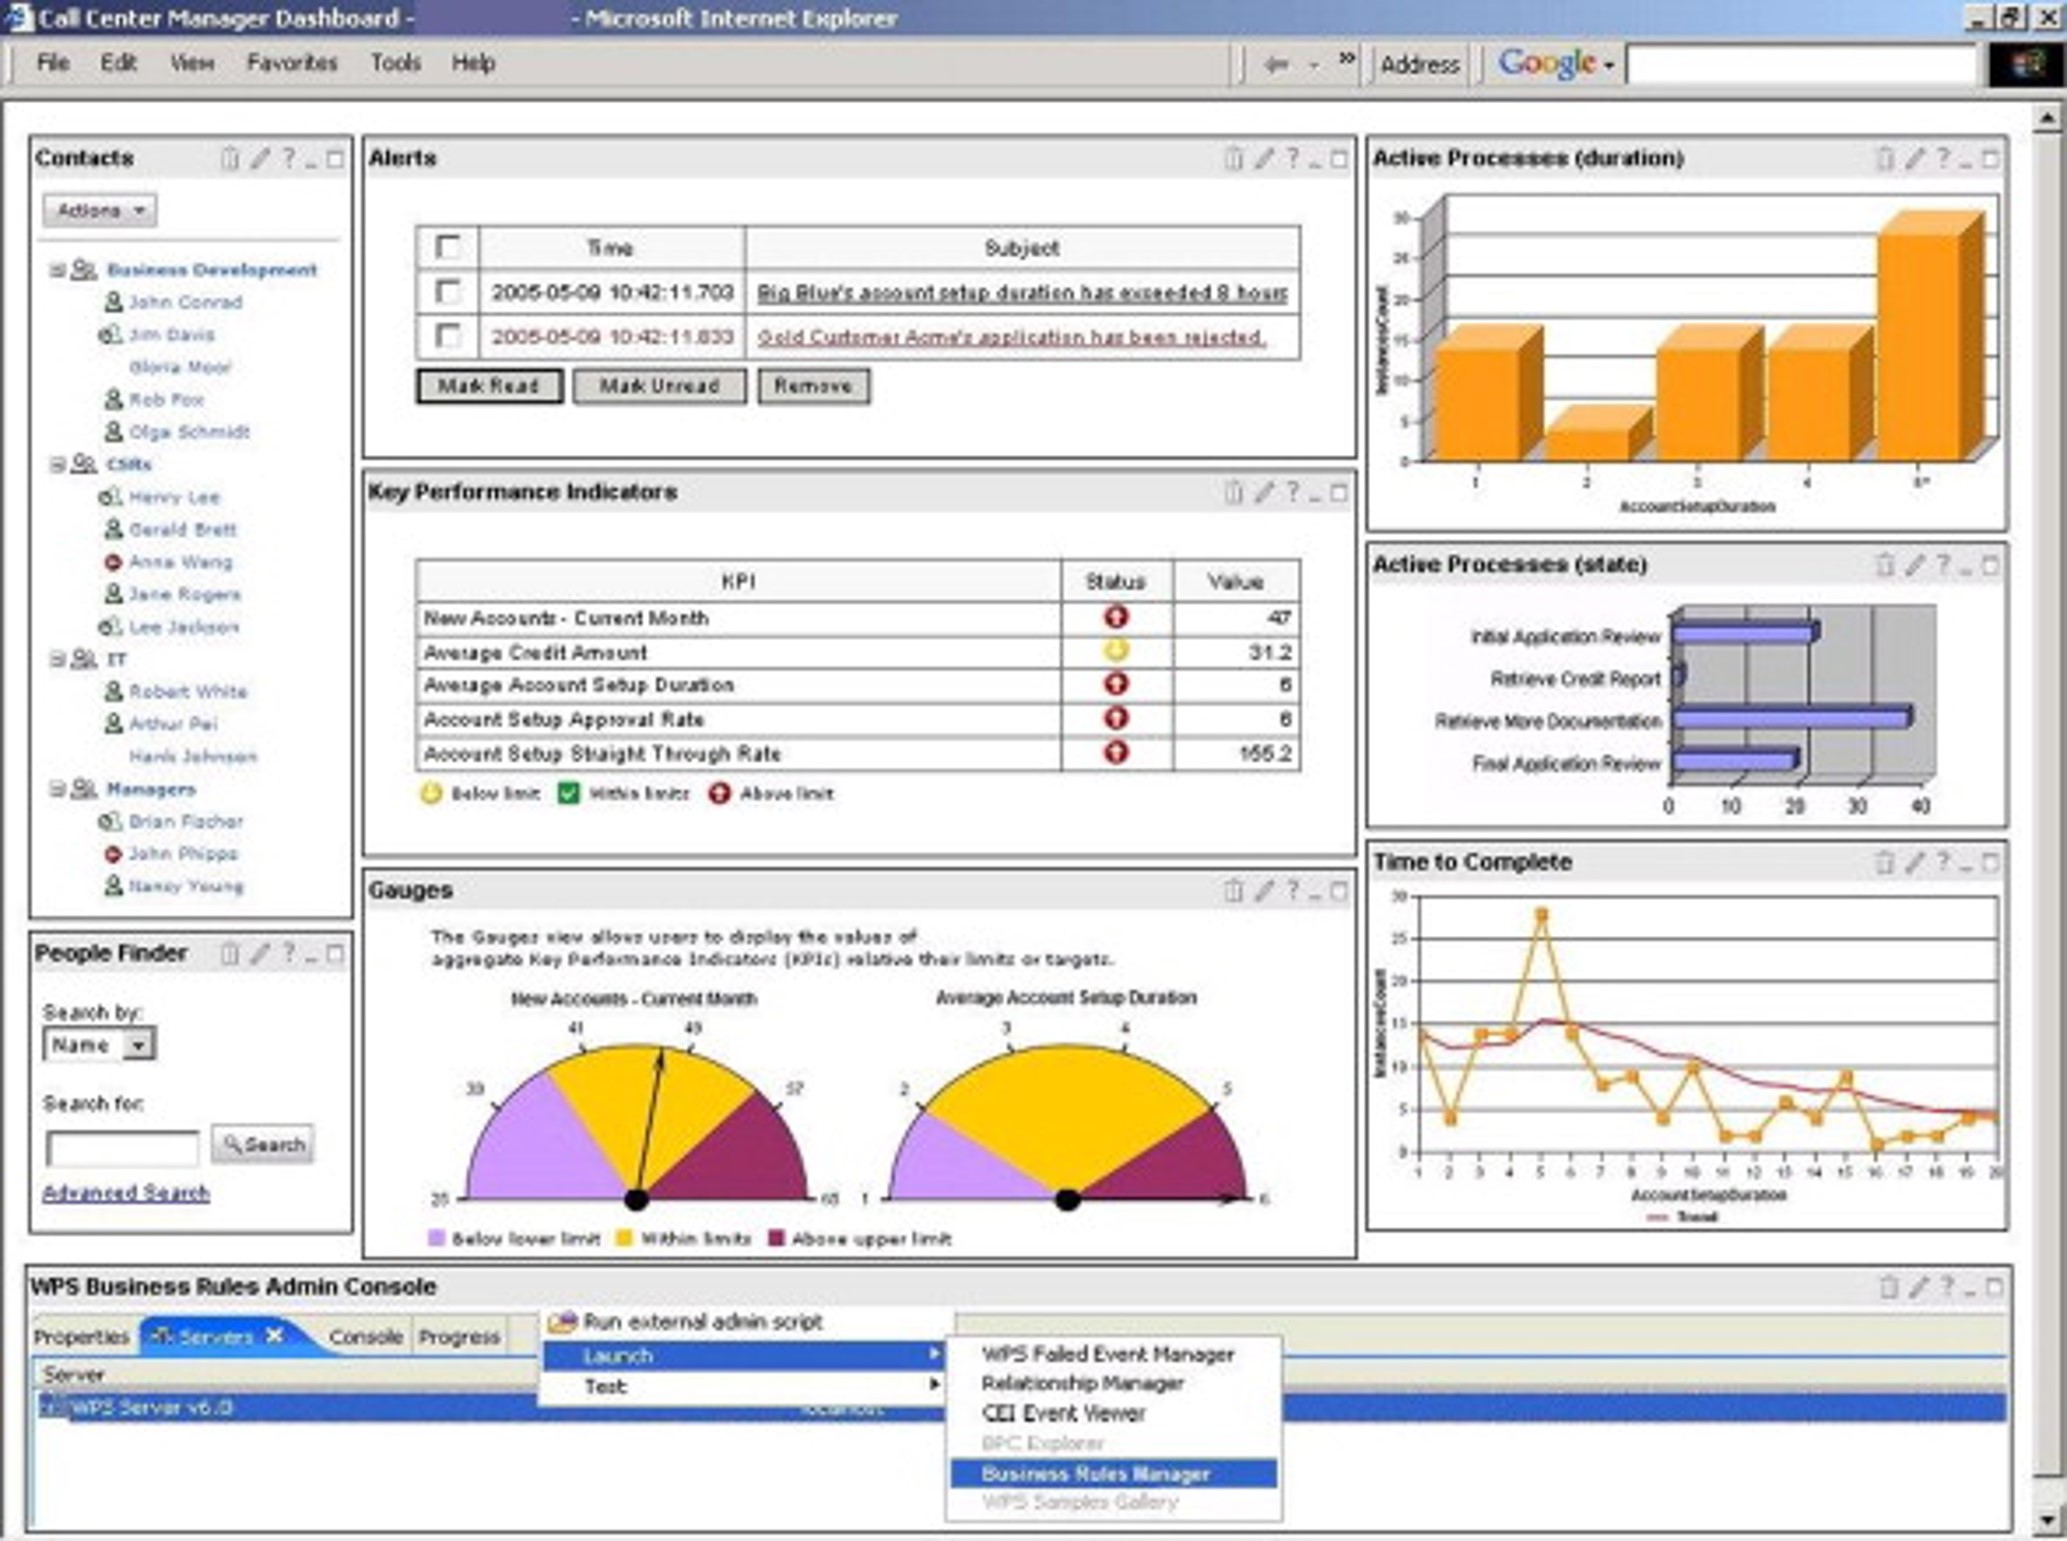 Call Center Manager Dashboard - - Microsoft Internet Explorer
File Edit View Favorites Tools Help
» Address Google
Contacts
Actions
Business Development
John Conrad
Jim Davis
Gloria Moor
Rob Fox
Olga Schmidt
CSRs
Henry Lee
Gerald Brett
Anna Wang
Jane Rogers
Lee Jackson
IT
Robert White
Arthur Pei
Hank Johnson
Managers
Brian Fischer
John Phipps
Nancy Young
People Finder
Search by:
Name
Search for:
Search
Advanced Search
Alerts
Time Subject
2005-05-09 10:42:11.703 Big Blue's account setup duration has exceeded 8 hours
2005-05-09 10:42:11.833 Gold Customer Acme's application has been rejected.
Mark Read Mark Unread Remove
Key Performance Indicators
KPI Status Value
New Accounts - Current Month 47
Average Credit Amount 31.2
Average Account Setup Duration 6
Account Setup Approval Rate 6
Account Setup Straight Through Rate 155.2
Below limit Within limits Above limit
Gauges
The Gauges view allows users to display the values of
aggregate Key Performance Indicators (KPIs) relative their limits or targets.
New Accounts - Current Month
41 49
33 57
25 65
Average Account Setup Duration
3 4
2 5
1 6
Below lower limit Within limits Above upper limit
Active Processes (duration)
InstancesCount
30
25
20
15
10
5
0
1 2 3 4 5+
AccountSetupDuration
Active Processes (state)
Initial Application Review
Retrieve Credit Report
Retrieve More Documentation
Final Application Review
0 10 20 30 40
Time to Complete
InstancesCount
30
25
20
15
10
5
0
1 2 3 4 5 6 7 8 9 10 11 12 13 14 15 16 17 18 19 20
AccountSetupDuration
Trend
WPS Business Rules Admin Console
Properties Servers Console Progress
Server
WPS Server v6.0
Run external admin script
Launch
Test
WPS Failed Event Manager
Relationship Manager
CEI Event Viewer
BPC Explorer
Business Rules Manager
WPS Samples Gallery